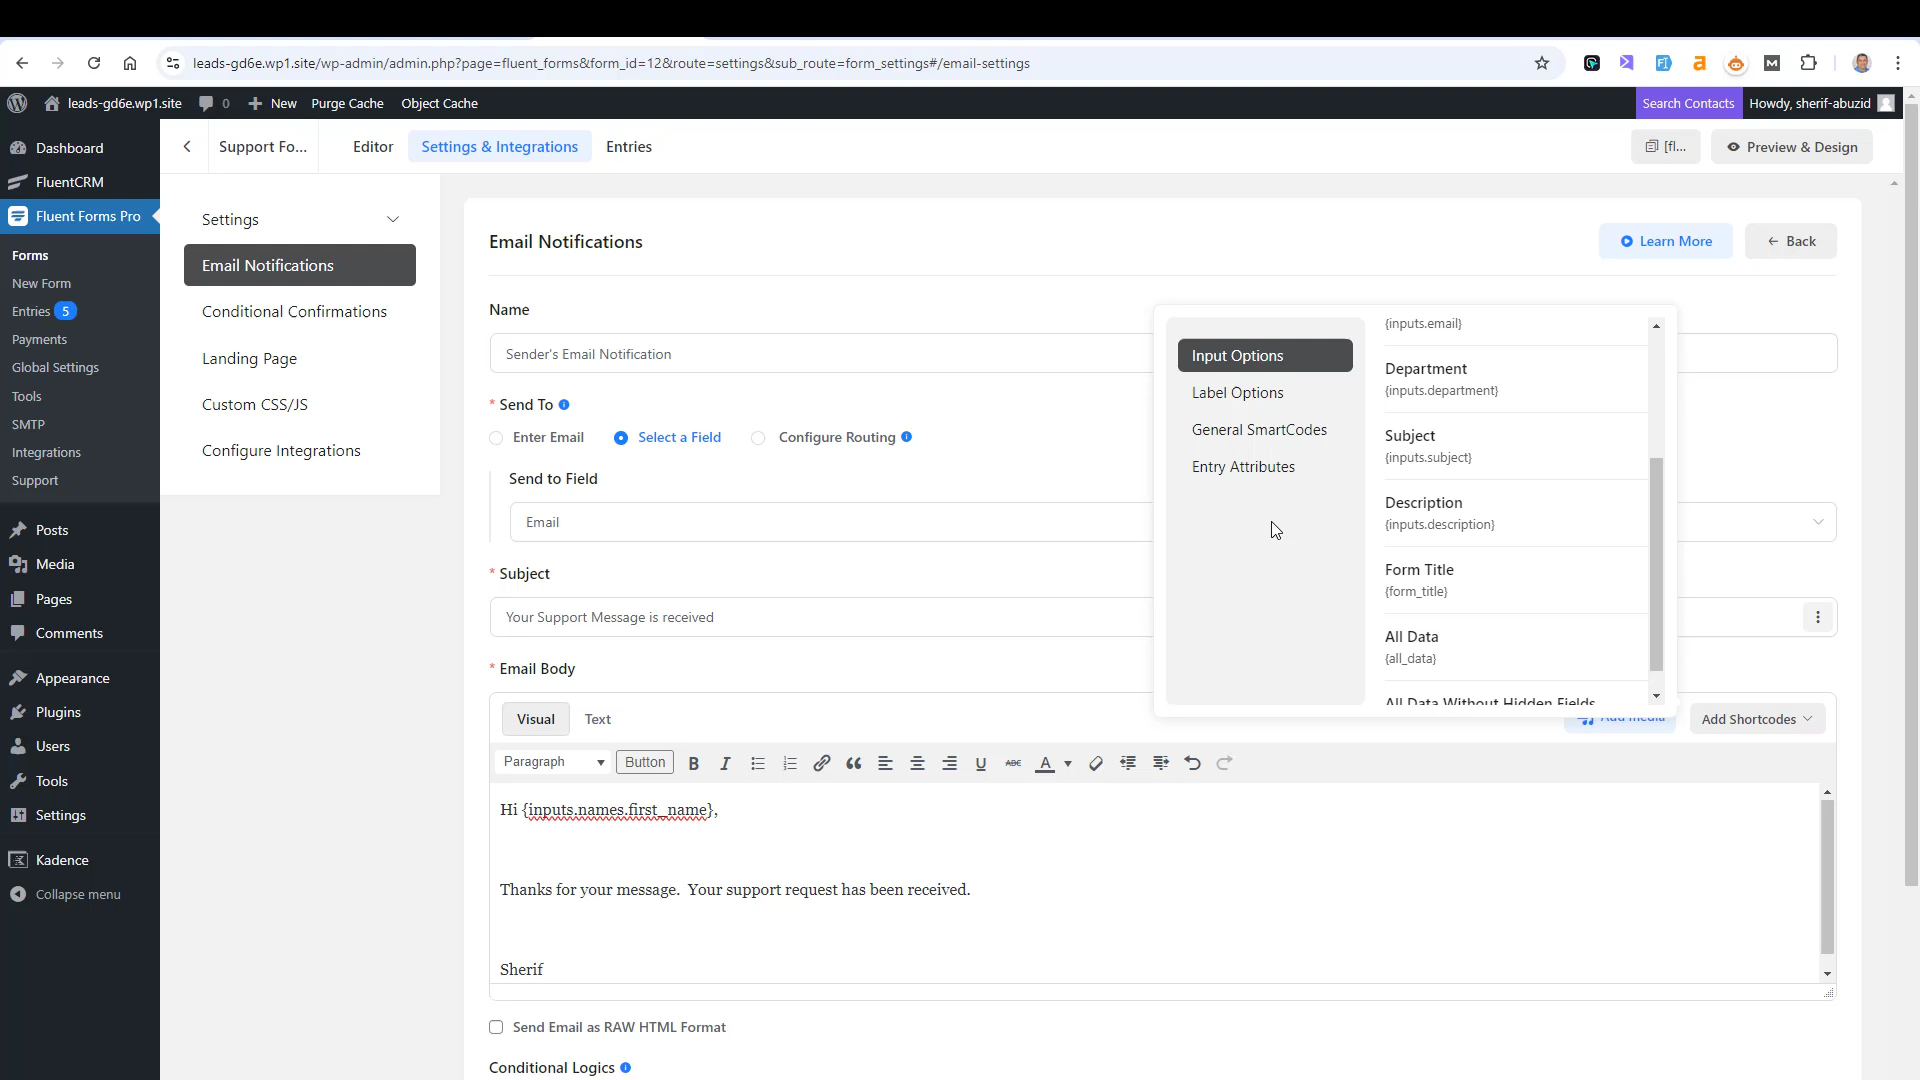 leads-gd6e.wp1.site/wp-admin/admin.php?page=fluent_forms&form_id=12&route=settings&sub_route=form_settings#/email-settings
leads-gd6e.wp1.site 0 New Purge Cache Object Cache Search Contacts Howdy, sherif-abuzid
Dashboard
FluentCRM
Fluent Forms Pro
Forms
New Form
Entries 5
Payments
Global Settings
Tools
SMTP
Integrations
Support
Posts
Media
Pages
Comments
Appearance
Plugins
Users
Tools
Settings
Kadence
Collapse menu
Support Fo... Editor Settings & Integrations Entries [fl... Preview & Design
Settings
Email Notifications
Conditional Confirmations
Landing Page
Custom CSS/JS
Configure Integrations
Email Notifications Learn More Back
Name
Sender's Email Notification
* Send To
Enter Email Select a Field Configure Routing
Send to Field
Email
* Subject
Your Support Message is received
* Email Body
Input Options
Label Options
General SmartCodes
Entry Attributes
{inputs.email}
Department
{inputs.department}
Subject
{inputs.subject}
Description
{inputs.description}
Form Title
{form_title}
All Data
{all_data}
All Data Without Hidden Fields
Visual Text Add Media Add Shortcodes
Paragraph Button B I U ABC A
Hi {inputs.names.first_name},
Thanks for your message. Your support request has been received.
Sherif
Send Email as RAW HTML Format
Conditional Logics